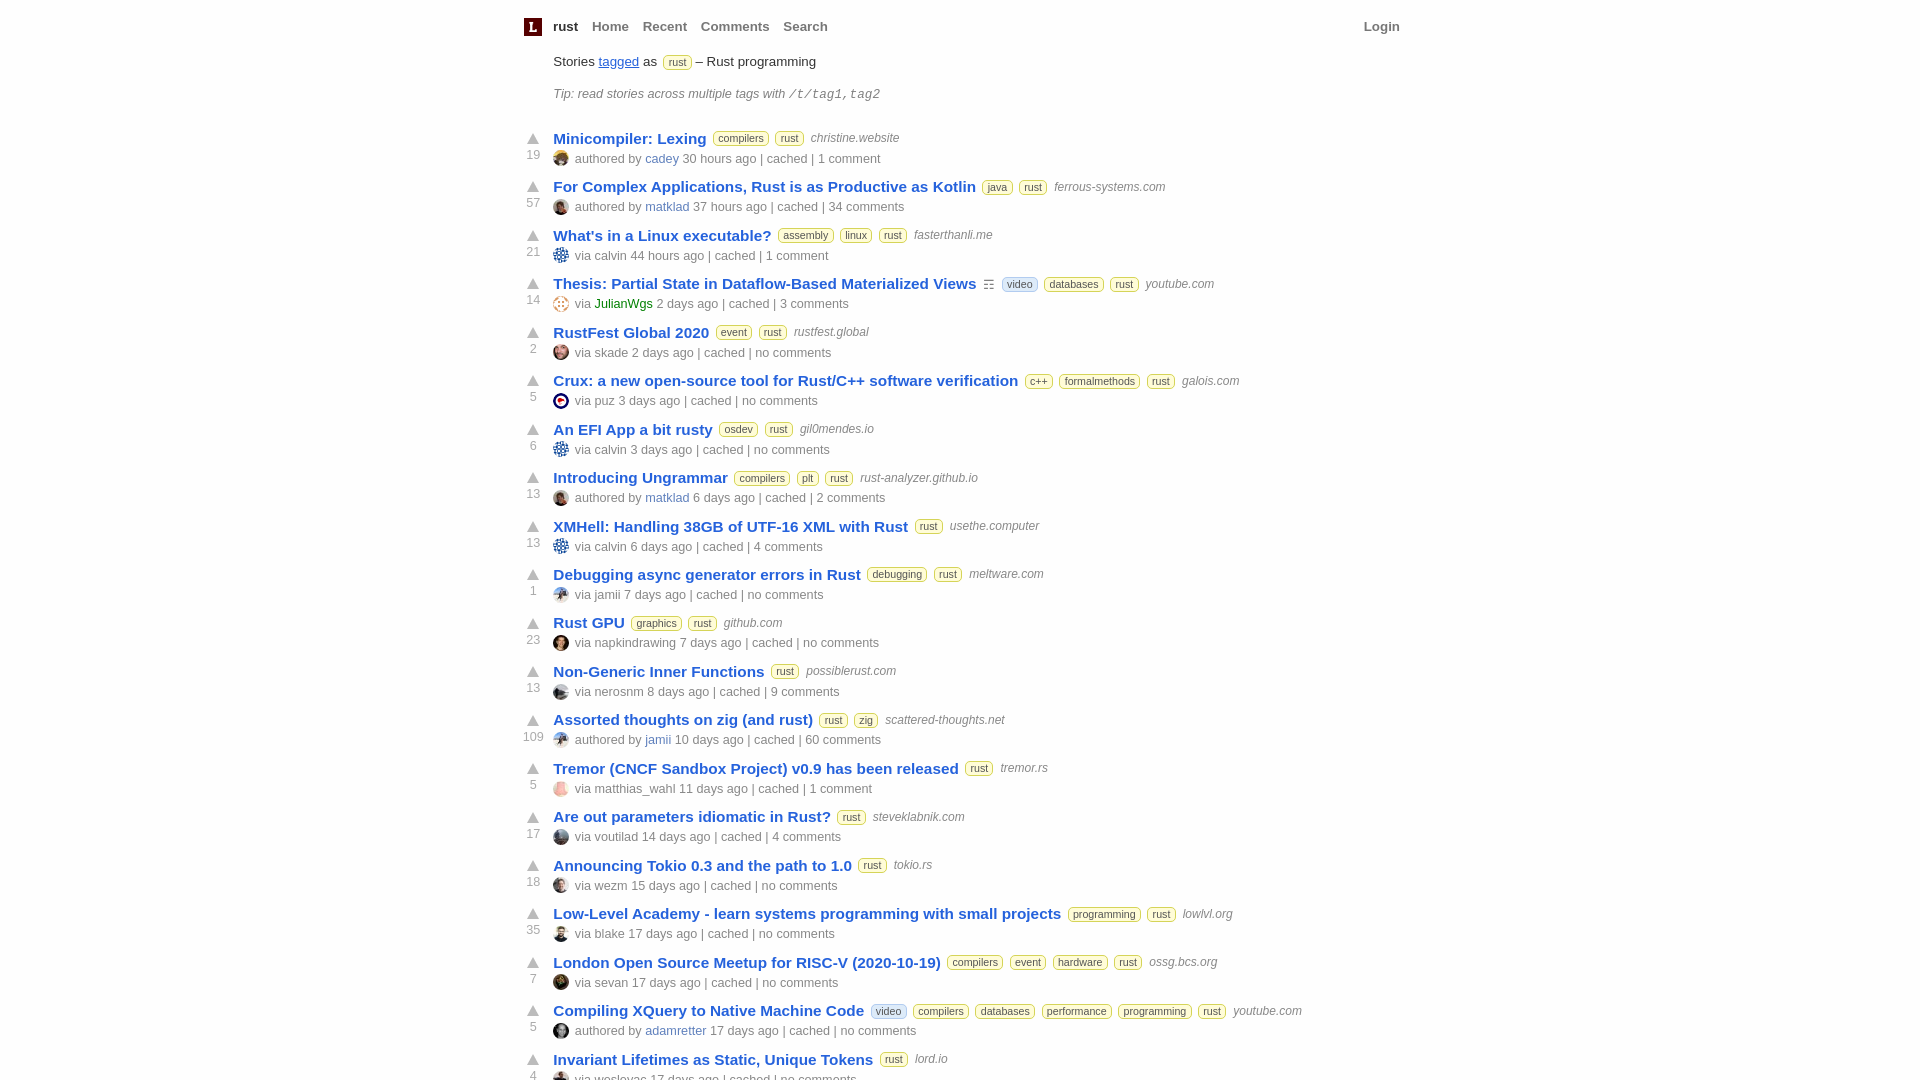 L rust Home Recent Comments Search Login
Stories tagged as rust – Rust programming
Tip: read stories across multiple tags with /t/tag1,tag2
Minicompiler: Lexing compilers rust christine.website
19 authored by cadey 30 hours ago | cached | 1 comment
For Complex Applications, Rust is as Productive as Kotlin java rust ferrous-systems.com
57 authored by matklad 37 hours ago | cached | 34 comments
What's in a Linux executable? assembly linux rust fasterthanli.me
21 via calvin 44 hours ago | cached | 1 comment
Thesis: Partial State in Dataflow-Based Materialized Views ☶ video databases rust youtube.com
14 via JulianWgs 2 days ago | cached | 3 comments
RustFest Global 2020 event rust rustfest.global
2 via skade 2 days ago | cached | no comments
Crux: a new open-source tool for Rust/C++ software verification c++ formalmethods rust galois.com
5 via puz 3 days ago | cached | no comments
An EFI App a bit rusty osdev rust gil0mendes.io
6 via calvin 3 days ago | cached | no comments
Introducing Ungrammar compilers plt rust rust-analyzer.github.io
13 authored by matklad 6 days ago | cached | 2 comments
XMHell: Handling 38GB of UTF-16 XML with Rust rust usethe.computer
13 via calvin 6 days ago | cached | 4 comments
Debugging async generator errors in Rust debugging rust meltware.com
1 via jamii 7 days ago | cached | no comments
Rust GPU graphics rust github.com
23 via napkindrawing 7 days ago | cached | no comments
Non-Generic Inner Functions rust possiblerust.com
13 via nerosnm 8 days ago | cached | 9 comments
Assorted thoughts on zig (and rust) rust zig scattered-thoughts.net
109 authored by jamii 10 days ago | cached | 60 comments
Tremor (CNCF Sandbox Project) v0.9 has been released rust tremor.rs
5 via matthias_wahl 11 days ago | cached | 1 comment
Are out parameters idiomatic in Rust? rust steveklabnik.com
17 via voutilad 14 days ago | cached | 4 comments
Announcing Tokio 0.3 and the path to 1.0 rust tokio.rs
18 via wezm 15 days ago | cached | no comments
Low-Level Academy - learn systems programming with small projects programming rust lowlvl.org
35 via blake 17 days ago | cached | no comments
London Open Source Meetup for RISC-V (2020-10-19) compilers event hardware rust ossg.bcs.org
7 via sevan 17 days ago | cached | no comments
Compiling XQuery to Native Machine Code video compilers databases performance programming rust youtube.com
5 authored by adamretter 17 days ago | cached | no comments
Invariant Lifetimes as Static, Unique Tokens rust lord.io
4 via wesleyac 17 days ago | cached | no comments